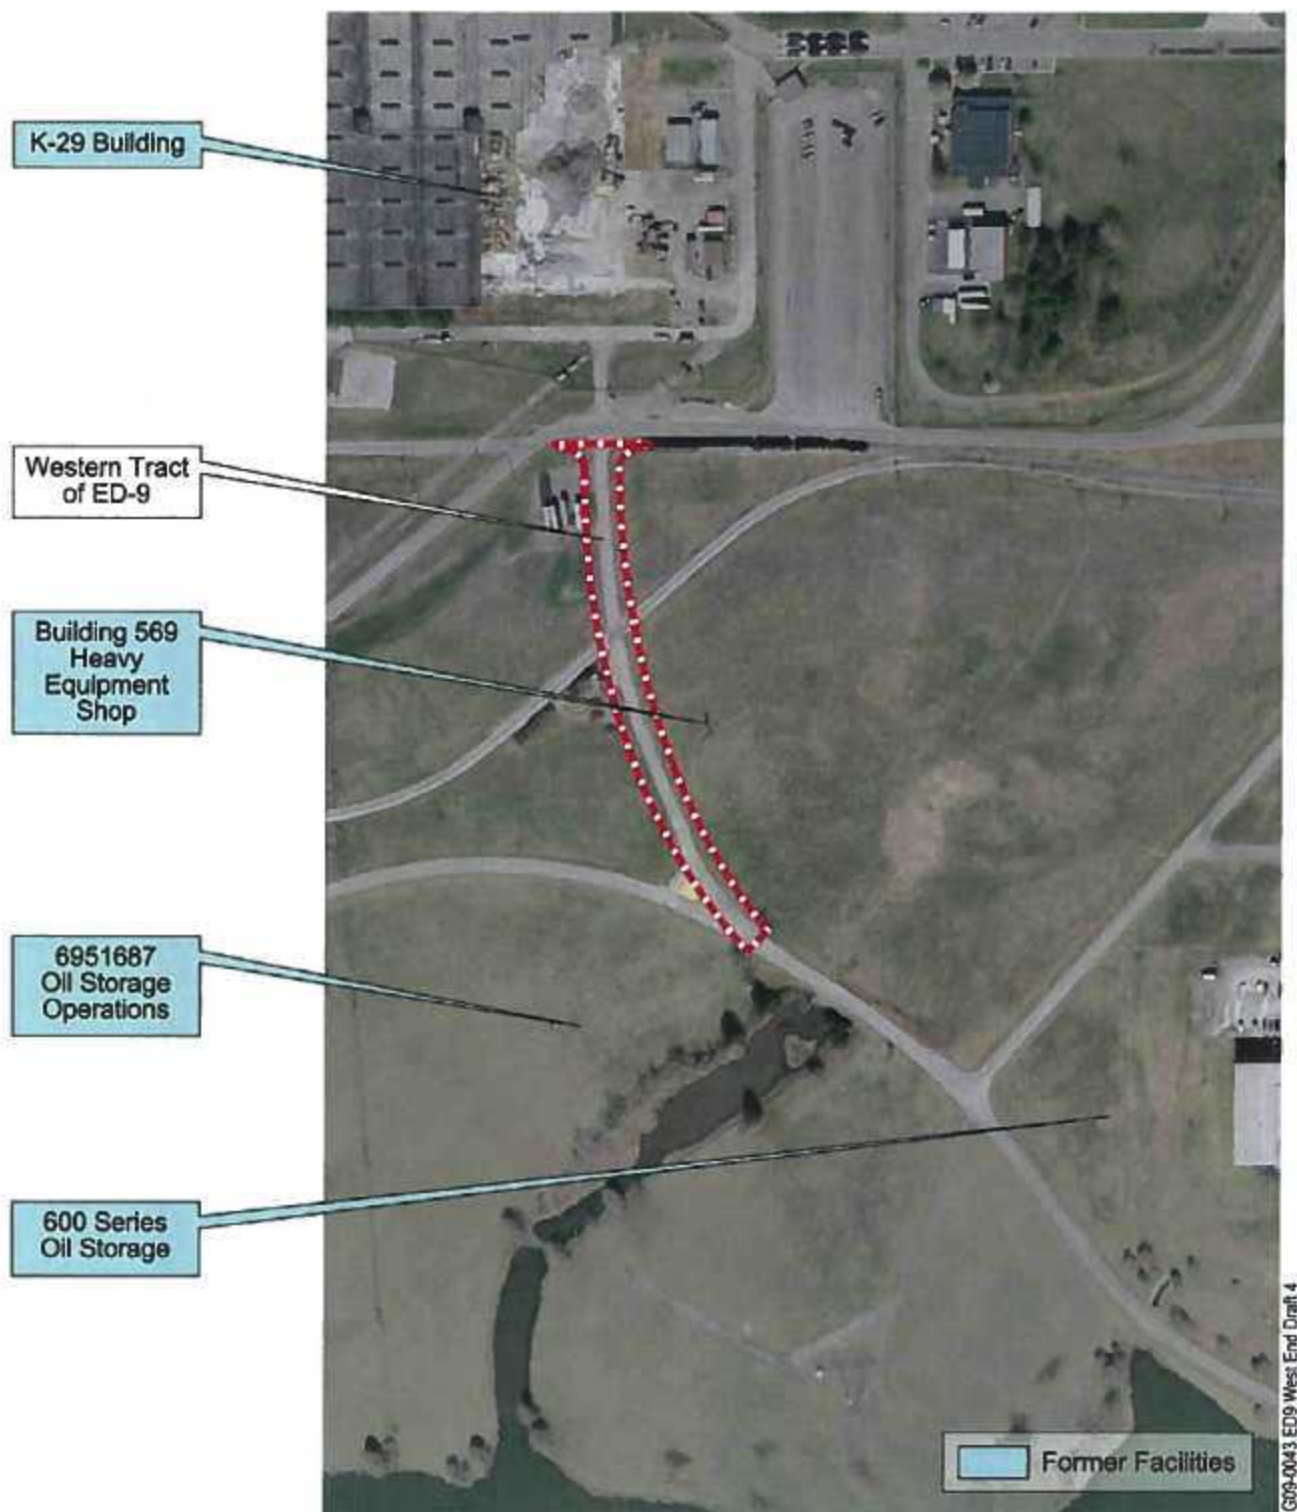 K-29 Building
Western Tract
of ED-9
Building 569
Heavy
Equipment
Shop
6951687
Oil Storage
Operations
600 Series
Oil Storage
Former Facilities
G09-0043 ED9 West End Draft 4